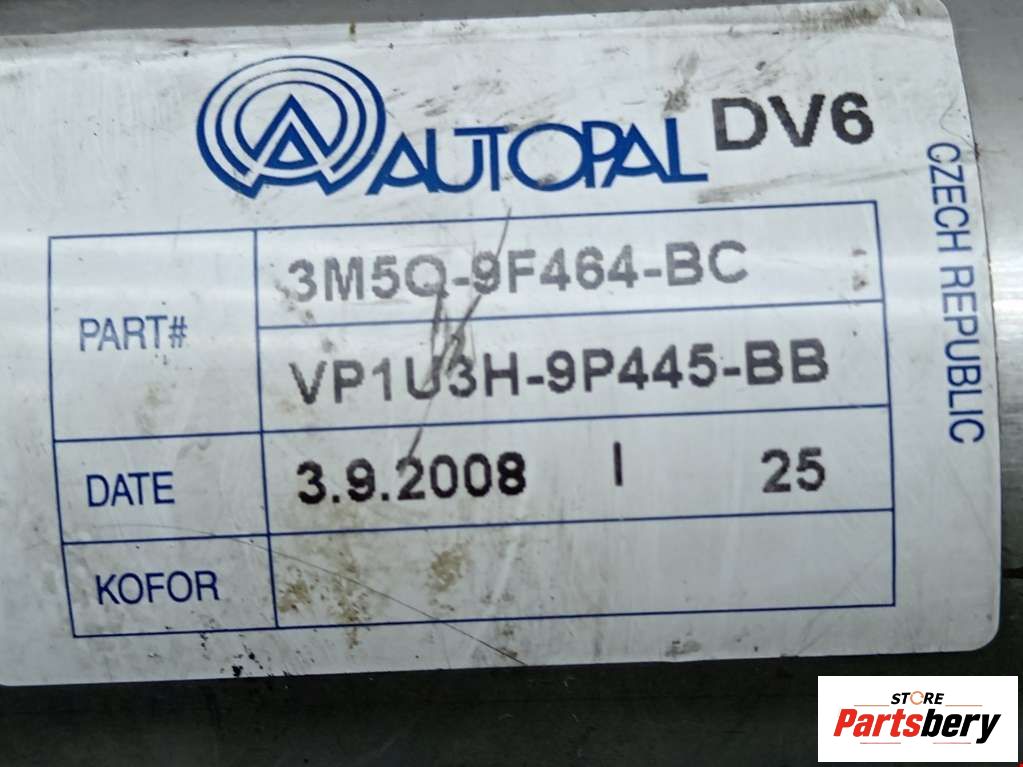 AUTOPAL DV6
CZECH REPUBLIC
PART#
3M5Q-9F464-BC
VP1U3H-9P445-BB
DATE
3.9.2008 I 25
KOFOR
STORE
Partsbery